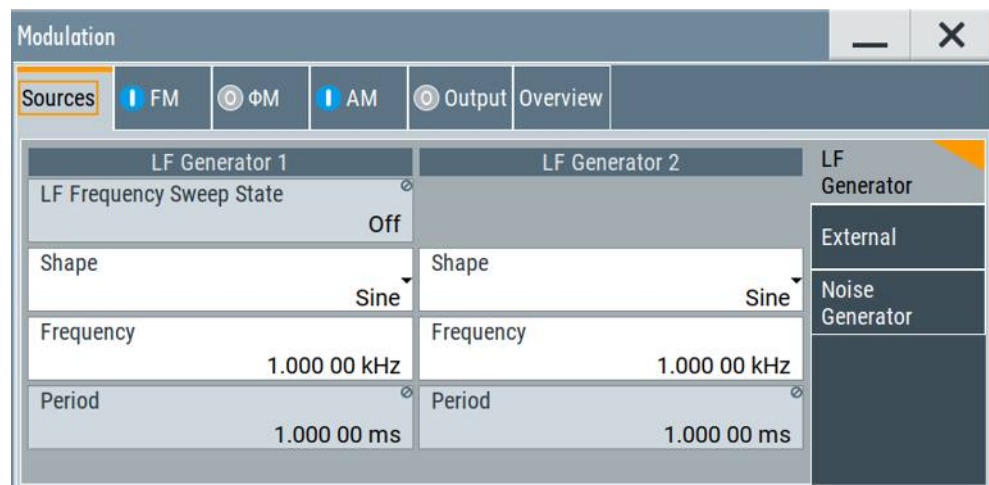 Modulation
Sources FM ΦM AM Output Overview
LF Generator 1 LF Generator 2
LF Generator
LF Frequency Sweep State
Off
External
Shape Shape
Sine Sine
Noise Generator
Frequency Frequency
1.000 00 kHz 1.000 00 kHz
Period Period
1.000 00 ms 1.000 00 ms